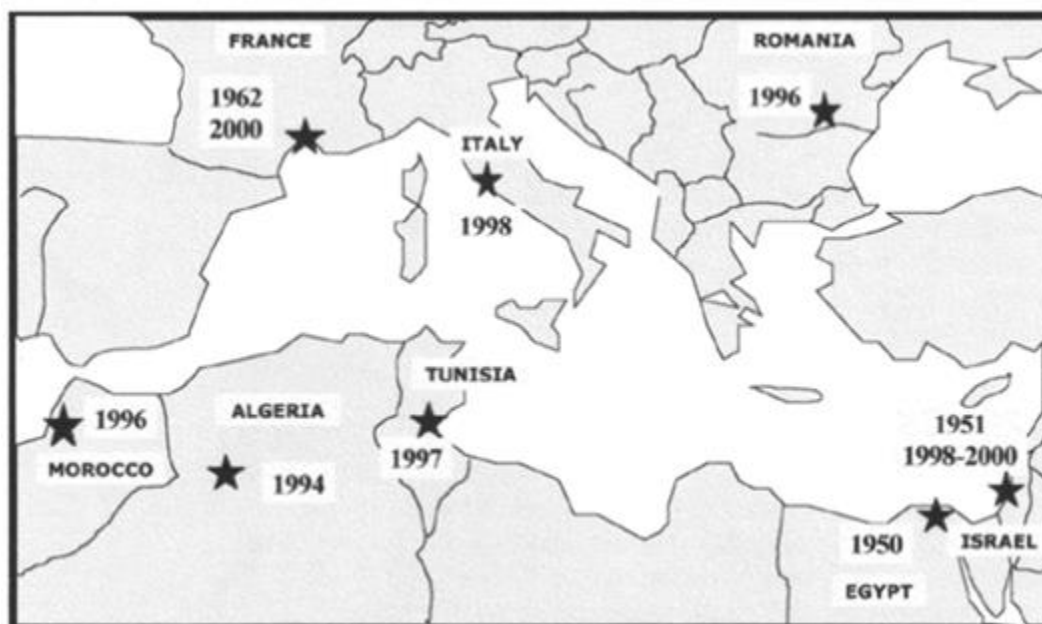 FRANCE
1962
2000
ROMANIA
1996
ITALY
1998
TUNISIA
1997
ALGERIA
1994
1996
MOROCCO
1951
1998-2000
ISRAEL
1950
EGYPT